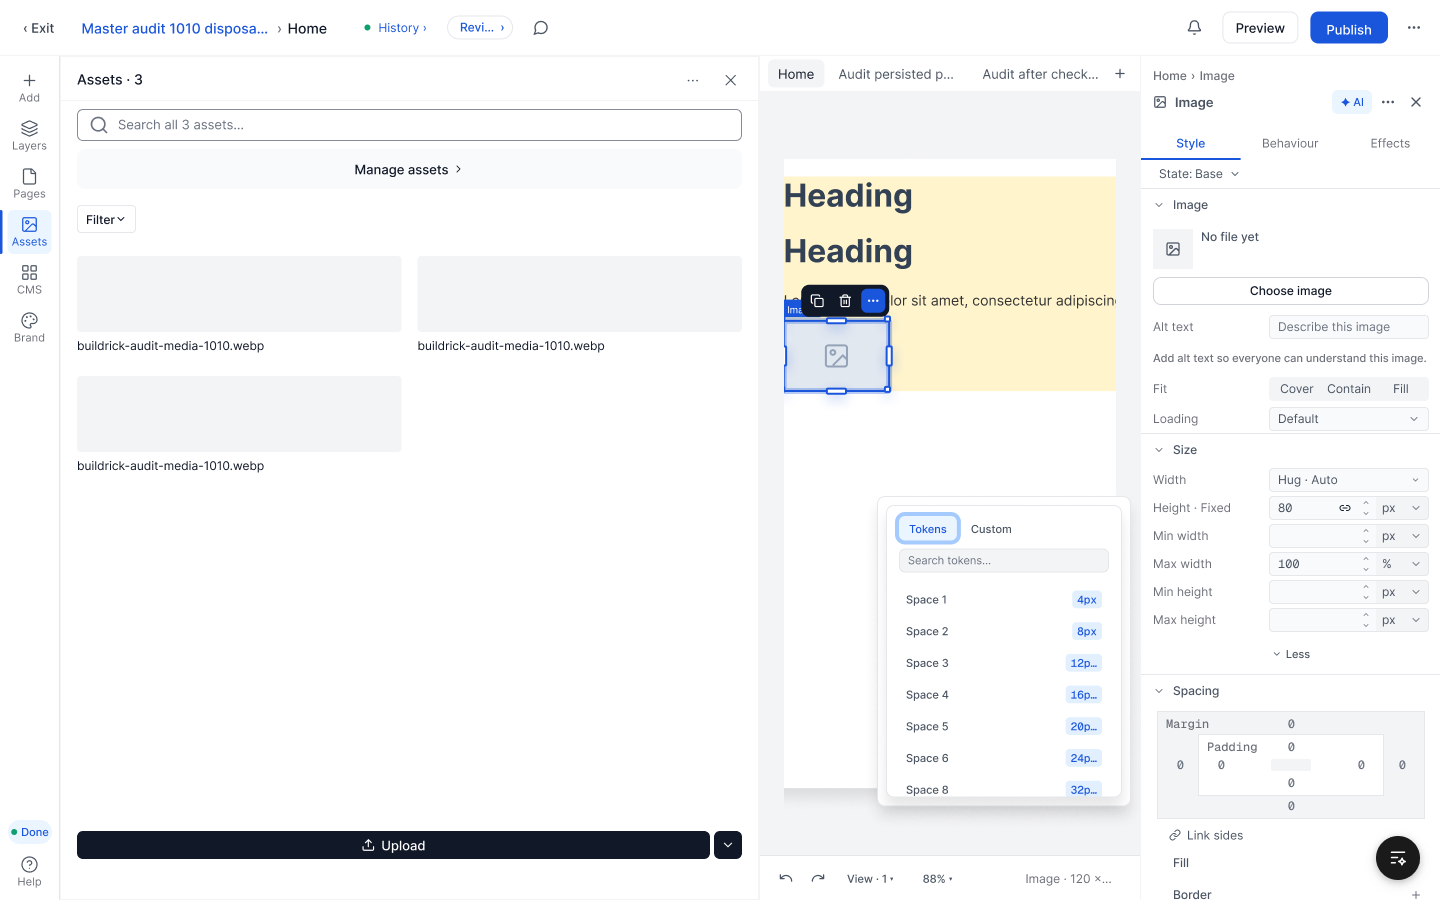 ‹ Exit
Master audit 1010 disposa... › Home
History ›
Revi... ›
Preview
Publish
Add
Layers
Pages
Assets
CMS
Brand
Done
Help
Assets · 3
Search all 3 assets...
Manage assets
Filter
buildrick-audit-media-1010.webp
buildrick-audit-media-1010.webp
buildrick-audit-media-1010.webp
Upload
Home
Audit persisted p...
Audit after check...
Heading
Heading
lor sit amet, consectetur adipiscin
Ima
Tokens
Custom
Search tokens...
Space 1 4px
Space 2 8px
Space 3 12p…
Space 4 16p…
Space 5 20p…
Space 6 24p…
Space 8 32p…
View · 1
88%
Image · 120 ×...
Home › Image
Image
AI
Style
Behaviour
Effects
State: Base
Image
No file yet
Choose image
Alt text
Describe this image
Add alt text so everyone can understand this image.
Fit
Cover
Contain
Fill
Loading
Default
Size
Width
Hug · Auto
Height · Fixed
80
px
Min width
px
Max width
100
%
Min height
px
Max height
px
Less
Spacing
Margin
0
Padding
0
0
0
0
0
0
0
Link sides
Fill
Border